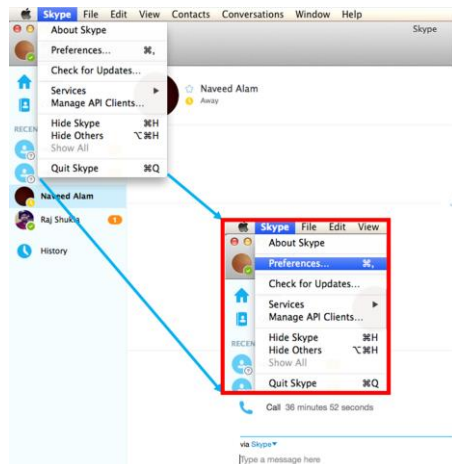 Skype File Edit View Contacts Conversations Window Help
Skype
About Skype
Preferences... ⌘,
Check for Updates...
Services ▶
Manage API Clients...
Hide Skype ⌘H
Hide Others ⌥⌘H
Show All
Quit Skype ⌘Q
Naveed Alam
Away
RECEN
Naveed Alam
Raj Shukla
History
Skype File Edit View
About Skype
Preferences... ⌘,
Check for Updates...
Services ▶
Manage API Clients...
Hide Skype ⌘H
Hide Others ⌥⌘H
Show All
Quit Skype ⌘Q
RECEN
Call 36 minutes 52 seconds
via Skype▾
Type a message here